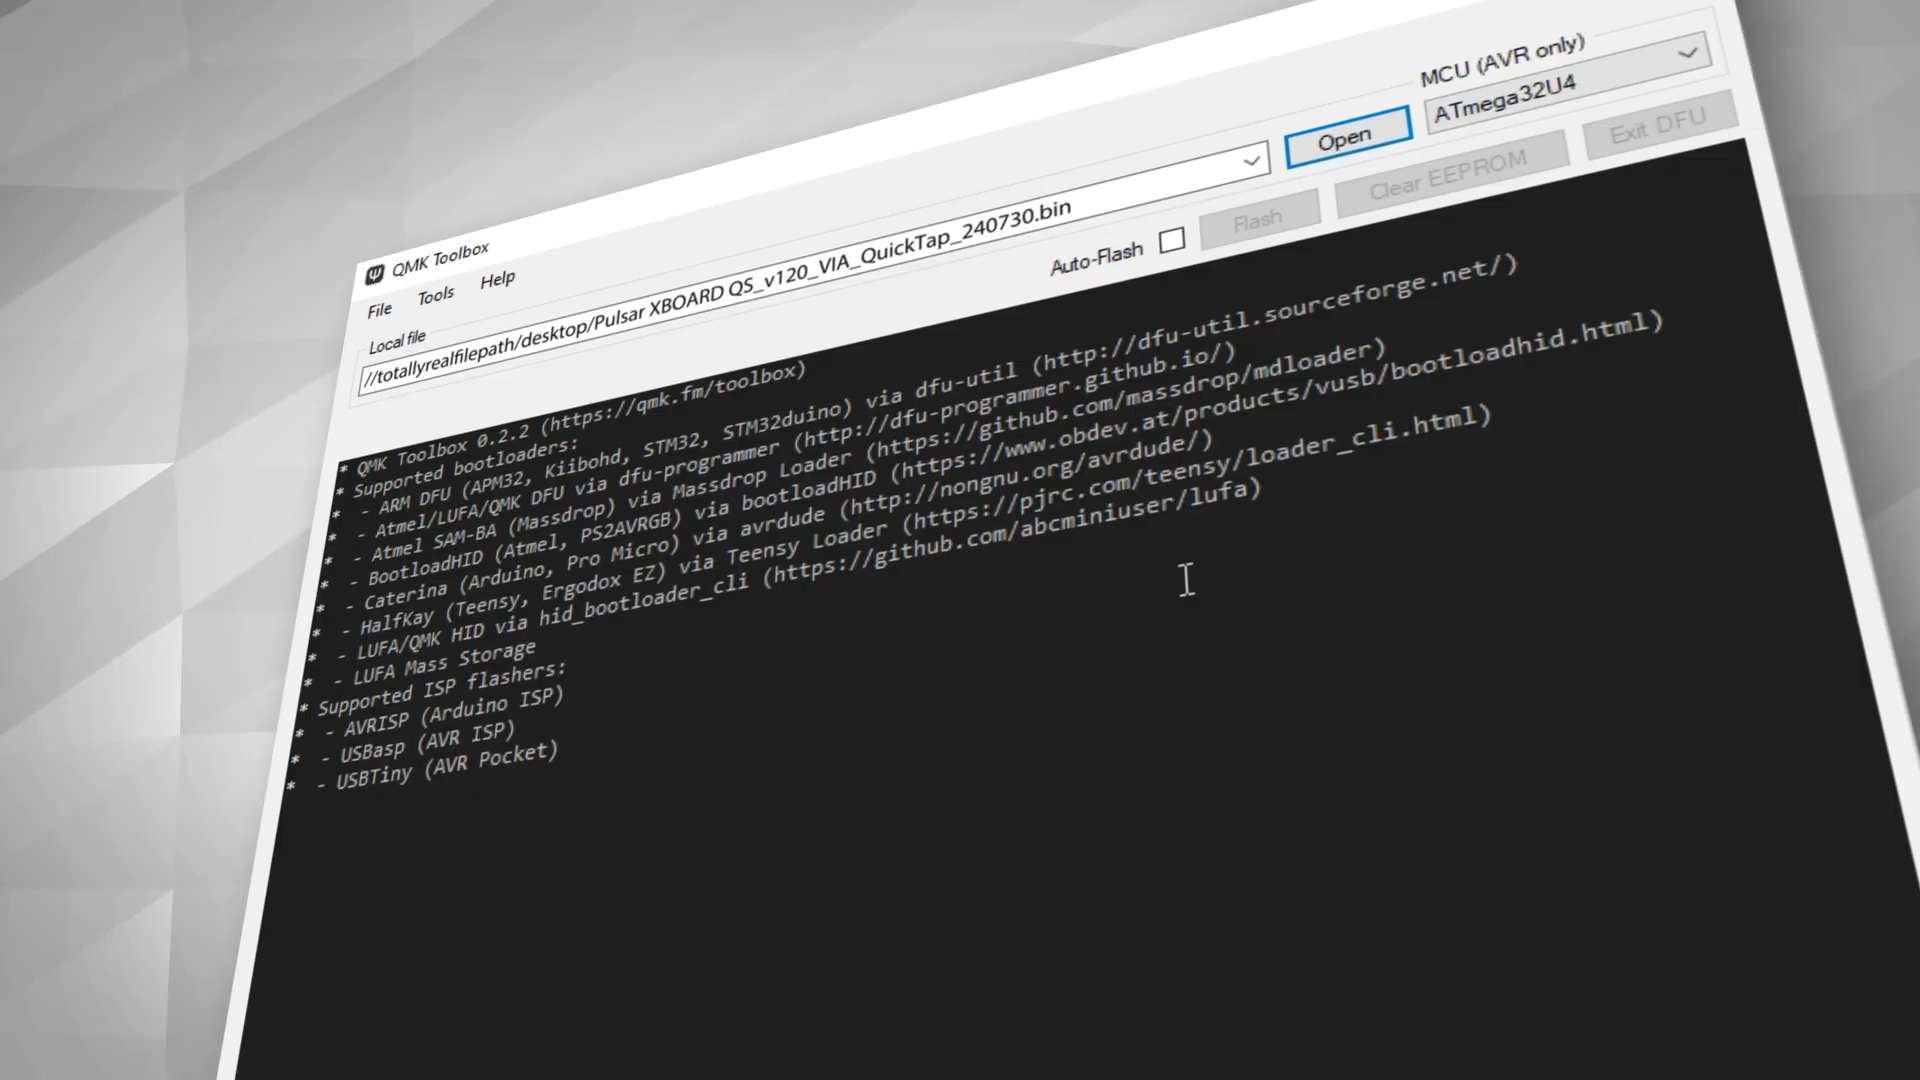 QMK Toolbox
File Tools Help
Local file
//totallyrealfilepath/desktop/Pulsar XBOARD QS_v120_VIA_QuickTap_240730.bin
Open
MCU (AVR only)
ATmega32U4
Auto-Flash
Flash
Clear EEPROM
Exit DFU
* QMK Toolbox 0.2.2 (https://qmk.fm/toolbox)
* Supported bootloaders:
* - ARM DFU (APM32, Kiibohd, STM32, STM32duino) via dfu-util (http://dfu-util.sourceforge.net/)
* - Atmel/LUFA/QMK DFU via dfu-programmer (http://dfu-programmer.github.io/)
* - Atmel SAM-BA (Massdrop) via Massdrop Loader (https://github.com/massdrop/mdloader)
* - BootloadHID (Atmel, PS2AVRGB) via bootloadHID (https://www.obdev.at/products/vusb/bootloadhid.html)
* - Caterina (Arduino, Pro Micro) via avrdude (http://nongnu.org/avrdude/)
* - HalfKay (Teensy, Ergodox EZ) via Teensy Loader (https://pjrc.com/teensy/loader_cli.html)
* - LUFA/QMK HID via hid_bootloader_cli (https://github.com/abcminiuser/lufa)
* - LUFA Mass Storage
* Supported ISP flashers:
* - AVRISP (Arduino ISP)
* - USBasp (AVR ISP)
* - USBTiny (AVR Pocket)